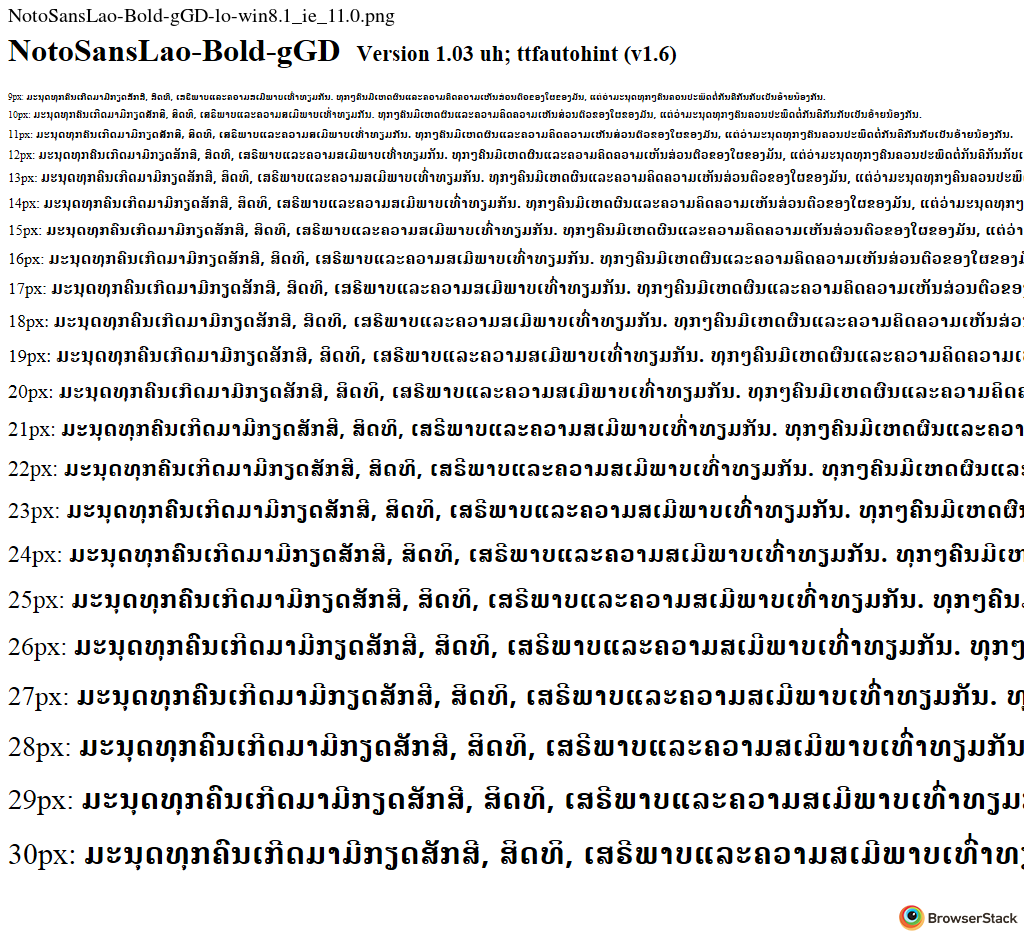 NotoSansLao-Bold-gGD-lo-win8.1_ie_11.0.png
NotoSansLao-Bold-gGD Version 1.03 uh; ttfautohint (v1.6)
9px: ມະນຸດທຸກຄົນເກີດມາມີກຽດສັກສີ, ສິດທິ, ເສຣີພາບແລະຄວາມສເມີພາບເທົ່າທຽມກັນ. ທຸກໆຄົນມີເຫດຜົນແລະຄວາມຄິດຄວາມເຫັນສ່ວນຕົວຂອງໃຜຂອງມັນ, ແຕ່ວ່າມະນຸດທຸກໆຄົນຄວນປະພຶດຕໍ່ກັນຄືກັນກັບເປັນອ້າຍນ້ອງກັນ.
10px: ມະນຸດທຸກຄົນເກີດມາມີກຽດສັກສີ, ສິດທິ, ເສຣີພາບແລະຄວາມສເມີພາບເທົ່າທຽມກັນ. ທຸກໆຄົນມີເຫດຜົນແລະຄວາມຄິດຄວາມເຫັນສ່ວນຕົວຂອງໃຜຂອງມັນ, ແຕ່ວ່າມະນຸດທຸກໆຄົນຄວນປະພຶດຕໍ່ກັນຄືກັນກັບເປັນອ້າຍນ້ອງກັນ.
11px: ມະນຸດທຸກຄົນເກີດມາມີກຽດສັກສີ, ສິດທິ, ເສຣີພາບແລະຄວາມສເມີພາບເທົ່າທຽມກັນ. ທຸກໆຄົນມີເຫດຜົນແລະຄວາມຄິດຄວາມເຫັນສ່ວນຕົວຂອງໃຜຂອງມັນ, ແຕ່ວ່າມະນຸດທຸກໆຄົນຄວນປະພຶດຕໍ່ກັນຄືກັນກັບເປັນອ້າຍນ້ອງກັນ.
12px: ມະນຸດທຸກຄົນເກີດມາມີກຽດສັກສີ, ສິດທິ, ເສຣີພາບແລະຄວາມສເມີພາບເທົ່າທຽມກັນ. ທຸກໆຄົນມີເຫດຜົນແລະຄວາມຄິດຄວາມເຫັນສ່ວນຕົວຂອງໃຜຂອງມັນ, ແຕ່ວ່າມະນຸດທຸກໆຄົນຄວນປະພຶດຕໍ່ກັນຄືກັນກັບເ
13px: ມະນຸດທຸກຄົນເກີດມາມີກຽດສັກສີ, ສິດທິ, ເສຣີພາບແລະຄວາມສເມີພາບເທົ່າທຽມກັນ. ທຸກໆຄົນມີເຫດຜົນແລະຄວາມຄິດຄວາມເຫັນສ່ວນຕົວຂອງໃຜຂອງມັນ, ແຕ່ວ່າມະນຸດທຸກໆຄົນຄວນປະພຶ
14px: ມະນຸດທຸກຄົນເກີດມາມີກຽດສັກສີ, ສິດທິ, ເສຣີພາບແລະຄວາມສເມີພາບເທົ່າທຽມກັນ. ທຸກໆຄົນມີເຫດຜົນແລະຄວາມຄິດຄວາມເຫັນສ່ວນຕົວຂອງໃຜຂອງມັນ, ແຕ່ວ່າມະນຸດທຸກໆ
15px: ມະນຸດທຸກຄົນເກີດມາມີກຽດສັກສີ, ສິດທິ, ເສຣີພາບແລະຄວາມສເມີພາບເທົ່າທຽມກັນ. ທຸກໆຄົນມີເຫດຜົນແລະຄວາມຄິດຄວາມເຫັນສ່ວນຕົວຂອງໃຜຂອງມັນ, ແຕ່ວ່າ
16px: ມະນຸດທຸກຄົນເກີດມາມີກຽດສັກສີ, ສິດທິ, ເສຣີພາບແລະຄວາມສເມີພາບເທົ່າທຽມກັນ. ທຸກໆຄົນມີເຫດຜົນແລະຄວາມຄິດຄວາມເຫັນສ່ວນຕົວຂອງໃຜຂອງມັ
17px: ມະນຸດທຸກຄົນເກີດມາມີກຽດສັກສີ, ສິດທິ, ເສຣີພາບແລະຄວາມສເມີພາບເທົ່າທຽມກັນ. ທຸກໆຄົນມີເຫດຜົນແລະຄວາມຄິດຄວາມເຫັນສ່ວນຕົວຂອງ
18px: ມະນຸດທຸກຄົນເກີດມາມີກຽດສັກສີ, ສິດທິ, ເສຣີພາບແລະຄວາມສເມີພາບເທົ່າທຽມກັນ. ທຸກໆຄົນມີເຫດຜົນແລະຄວາມຄິດຄວາມເຫັນສ່ວ
19px: ມະນຸດທຸກຄົນເກີດມາມີກຽດສັກສີ, ສິດທິ, ເສຣີພາບແລະຄວາມສເມີພາບເທົ່າທຽມກັນ. ທຸກໆຄົນມີເຫດຜົນແລະຄວາມຄິດຄວາມເ
20px: ມະນຸດທຸກຄົນເກີດມາມີກຽດສັກສີ, ສິດທິ, ເສຣີພາບແລະຄວາມສເມີພາບເທົ່າທຽມກັນ. ທຸກໆຄົນມີເຫດຜົນແລະຄວາມຄິດຄ
21px: ມະນຸດທຸກຄົນເກີດມາມີກຽດສັກສີ, ສິດທິ, ເສຣີພາບແລະຄວາມສເມີພາບເທົ່າທຽມກັນ. ທຸກໆຄົນມີເຫດຜົນແລະຄວາ
22px: ມະນຸດທຸກຄົນເກີດມາມີກຽດສັກສີ, ສິດທິ, ເສຣີພາບແລະຄວາມສເມີພາບເທົ່າທຽມກັນ. ທຸກໆຄົນມີເຫດຜົນແລະ
23px: ມະນຸດທຸກຄົນເກີດມາມີກຽດສັກສີ, ສິດທິ, ເສຣີພາບແລະຄວາມສເມີພາບເທົ່າທຽມກັນ. ທຸກໆຄົນມີເຫດຜົ
24px: ມະນຸດທຸກຄົນເກີດມາມີກຽດສັກສີ, ສິດທິ, ເສຣີພາບແລະຄວາມສເມີພາບເທົ່າທຽມກັນ. ທຸກໆຄົນມີເຫ
25px: ມະນຸດທຸກຄົນເກີດມາມີກຽດສັກສີ, ສິດທິ, ເສຣີພາບແລະຄວາມສເມີພາບເທົ່າທຽມກັນ. ທຸກໆຄົນ
26px: ມະນຸດທຸກຄົນເກີດມາມີກຽດສັກສີ, ສິດທິ, ເສຣີພາບແລະຄວາມສເມີພາບເທົ່າທຽມກັນ. ທຸກໆ
27px: ມະນຸດທຸກຄົນເກີດມາມີກຽດສັກສີ, ສິດທິ, ເສຣີພາບແລະຄວາມສເມີພາບເທົ່າທຽມກັນ. ທຸ
28px: ມະນຸດທຸກຄົນເກີດມາມີກຽດສັກສີ, ສິດທິ, ເສຣີພາບແລະຄວາມສເມີພາບເທົ່າທຽມກັນ
29px: ມະນຸດທຸກຄົນເກີດມາມີກຽດສັກສີ, ສິດທິ, ເສຣີພາບແລະຄວາມສເມີພາບເທົ່າທຽມ
30px: ມະນຸດທຸກຄົນເກີດມາມີກຽດສັກສີ, ສິດທິ, ເສຣີພາບແລະຄວາມສເມີພາບເທົ່າທ
BrowserStack